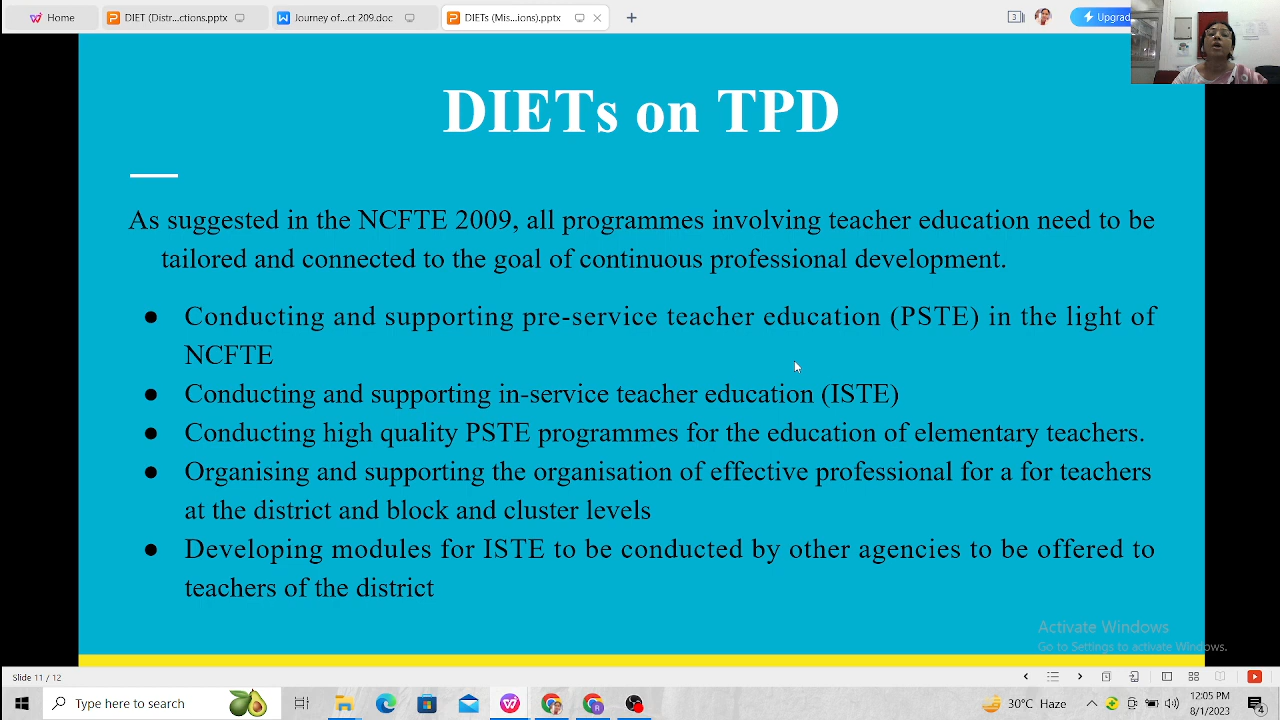 Home
DIET (Distr...ctions).pptx
Journey of ct 209.doc
DIETs (Mis...ions).pptx
3
Upgrad
DIETs on TPD
As suggested in the NCFTE 2009, all programmes involving teacher education need to be
tailored and connected to the goal of continuous professional development.
● Conducting and supporting pre-service teacher education (PSTE) in the light of
NCFTE
● Conducting and supporting in-service teacher education (ISTE)
● Conducting high quality PSTE programmes for the education of elementary teachers.
● Organising and supporting the organisation of effective professional for a for teachers
at the district and block and cluster levels
● Developing modules for ISTE to be conducted by other agencies to be offered to
teachers of the district
Activate Windows
Go to Settings to activate Windows.
Slide 11 / 12
Type here to search
30°C Haze
12:05 PM
8/1/2023
4